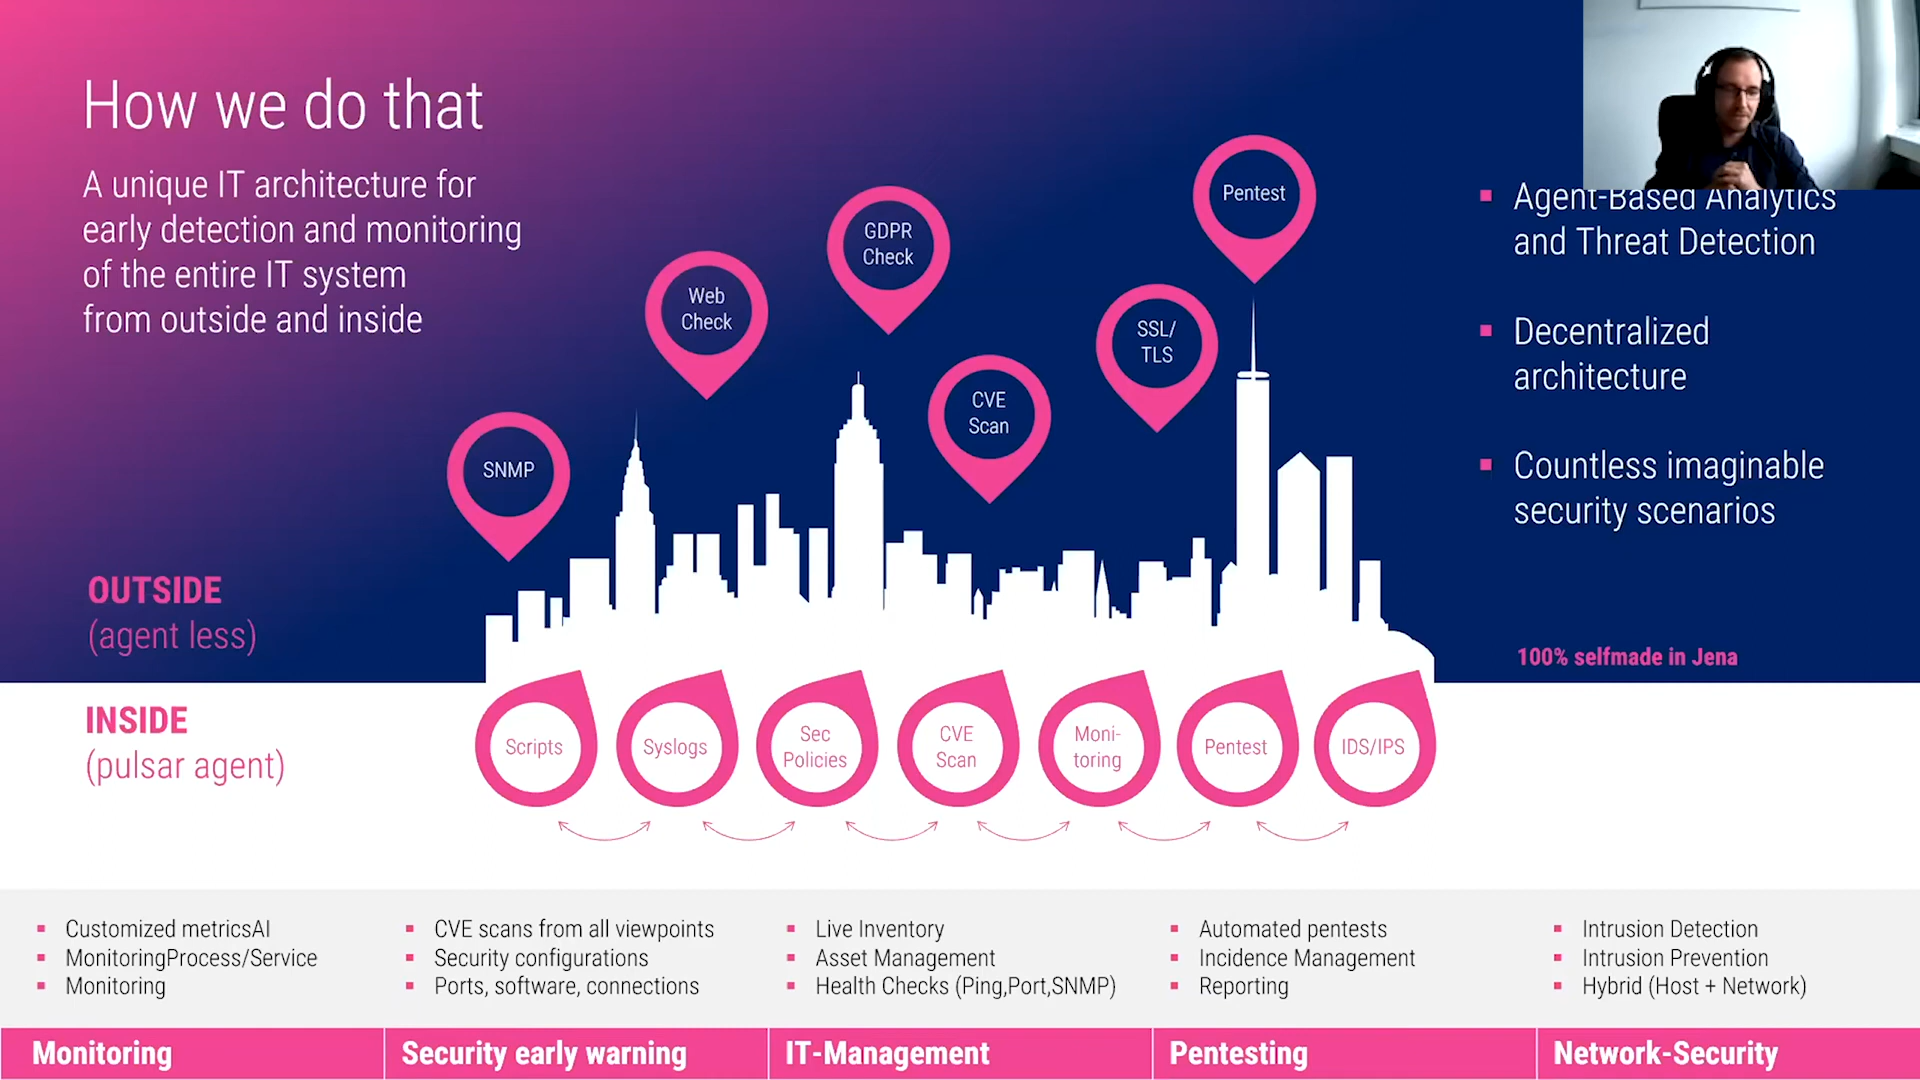 How we do that
A unique IT architecture for
early detection and monitoring
of the entire IT system
from outside and inside
Agent-Based Analytics
and Threat Detection
Decentralized
architecture
Countless imaginable
security scenarios
100% selfmade in Jena
SNMP
Web
Check
GDPR
Check
CVE
Scan
SSL/
TLS
Pentest
OUTSIDE
(agent less)
INSIDE
(pulsar agent)
Scripts
Syslogs
Sec
Policies
CVE
Scan
Moni-
toring
Pentest
IDS/IPS
Customized metricsAI
MonitoringProcess/Service
Monitoring
Monitoring
CVE scans from all viewpoints
Security configurations
Ports, software, connections
Security early warning
Live Inventory
Asset Management
Health Checks (Ping,Port,SNMP)
IT-Management
Automated pentests
Incidence Management
Reporting
Pentesting
Intrusion Detection
Intrusion Prevention
Hybrid (Host + Network)
Network-Security